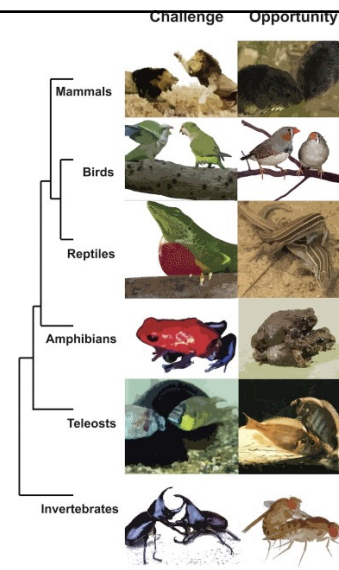 Challenge Opportunity
Mammals
Birds
Reptiles
Amphibians
Teleosts
Invertebrates